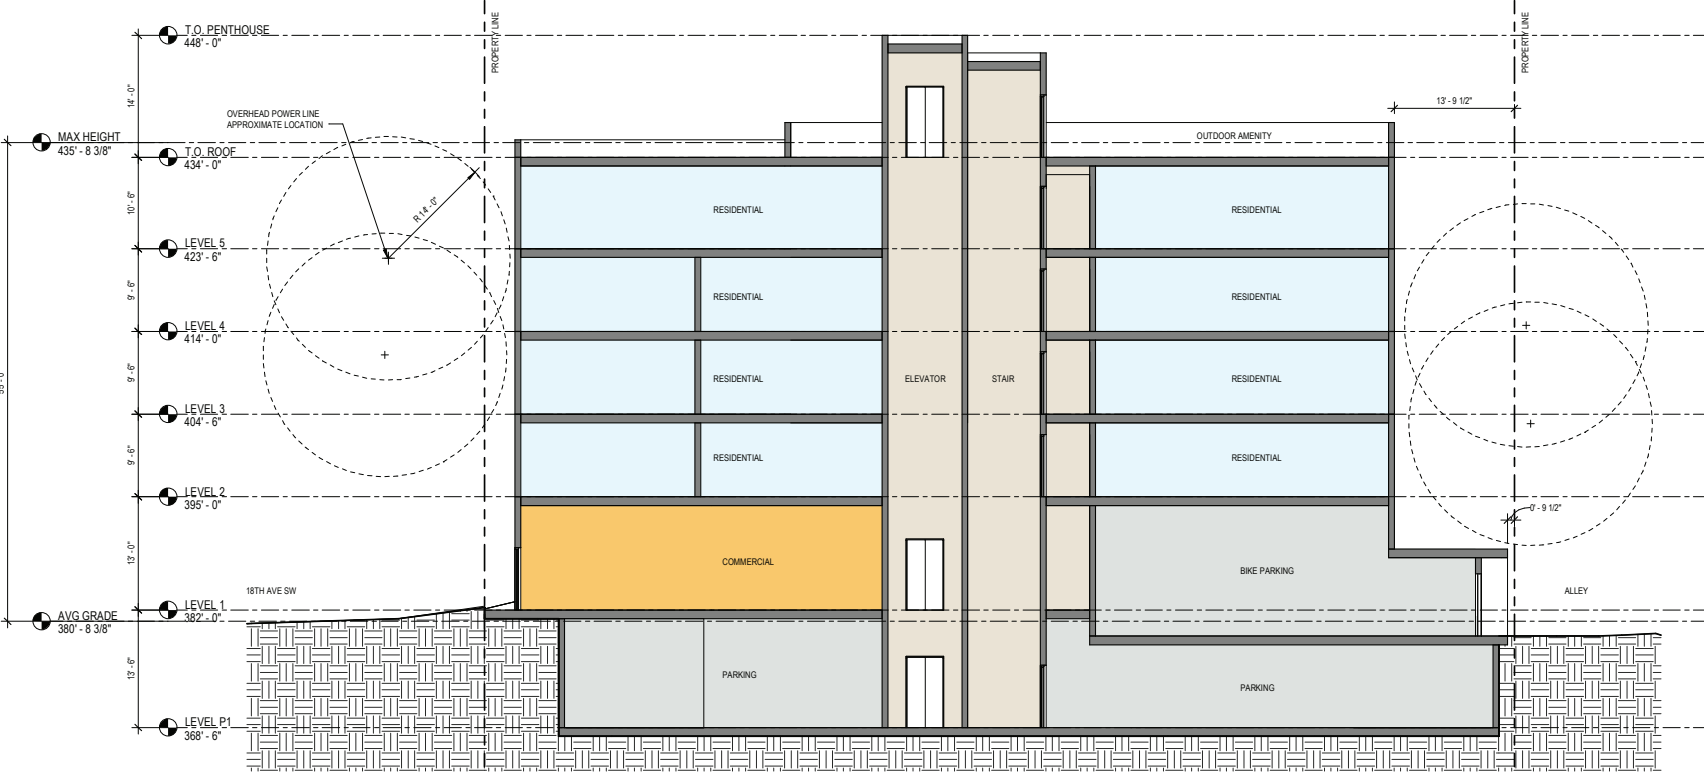 PROPERTY LINE
PROPERTY LINE
T.O. PENTHOUSE
448' - 0"
14' - 0"
13' - 9 1/2"
OVERHEAD POWER LINE
APPROXIMATE LOCATION
MAX HEIGHT
435' - 8 3/8"
OUTDOOR AMENITY
T.O. ROOF
434' - 0"
R 14' - 0"
10' - 6"
RESIDENTIAL
RESIDENTIAL
LEVEL 5
423' - 6"
9' - 6"
RESIDENTIAL
RESIDENTIAL
LEVEL 4
414' - 0"
9' - 6"
RESIDENTIAL
ELEVATOR
STAIR
RESIDENTIAL
LEVEL 3
404' - 6"
9' - 6"
RESIDENTIAL
RESIDENTIAL
LEVEL 2
395' - 0"
0' - 9 1/2"
13' - 0"
COMMERCIAL
BIKE PARKING
18TH AVE SW
ALLEY
LEVEL 1
382' - 0"
AVG GRADE
380' - 8 3/8"
13' - 6"
PARKING
PARKING
LEVEL P1
368' - 6"